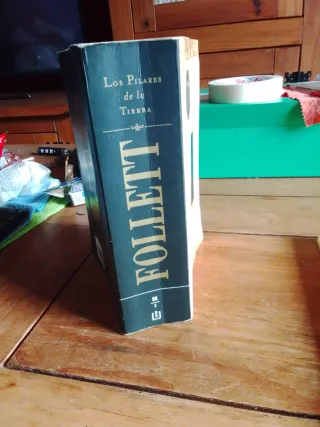 LOS PILARES
de la
TIERRA
FOLLETT